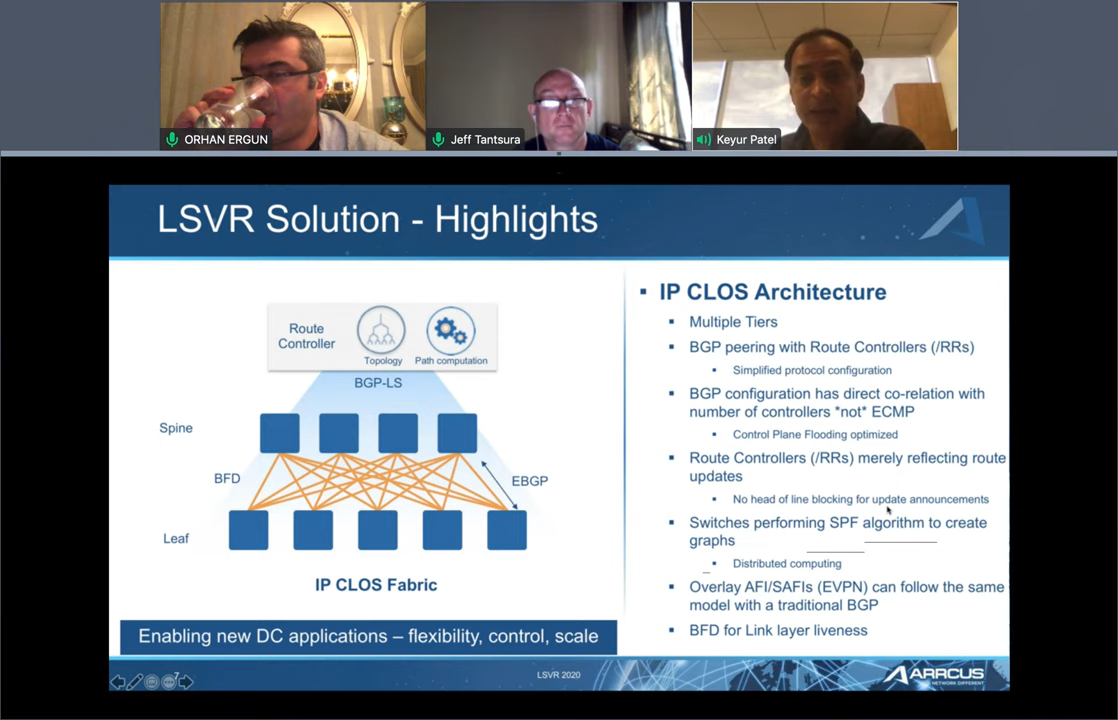 ORHAN ERGUN
Jeff Tantsura
Keyur Patel
LSVR Solution - Highlights
Route
Controller
Topology
Path computation
BGP-LS
Spine
BFD
EBGP
Leaf
IP CLOS Fabric
Enabling new DC applications – flexibility, control, scale
IP CLOS Architecture
Multiple Tiers
BGP peering with Route Controllers (/RRs)
Simplified protocol configuration
BGP configuration has direct co-relation with
number of controllers *not* ECMP
Control Plane Flooding optimized
Route Controllers (/RRs) merely reflecting route
updates
No head of line blocking for update announcements
Switches performing SPF algorithm to create
graphs
Distributed computing
Overlay AFI/SAFIs (EVPN) can follow the same
model with a traditional BGP
BFD for Link layer liveness
7
LSVR 2020
ARRCUS
NETWORK DIFFERENT